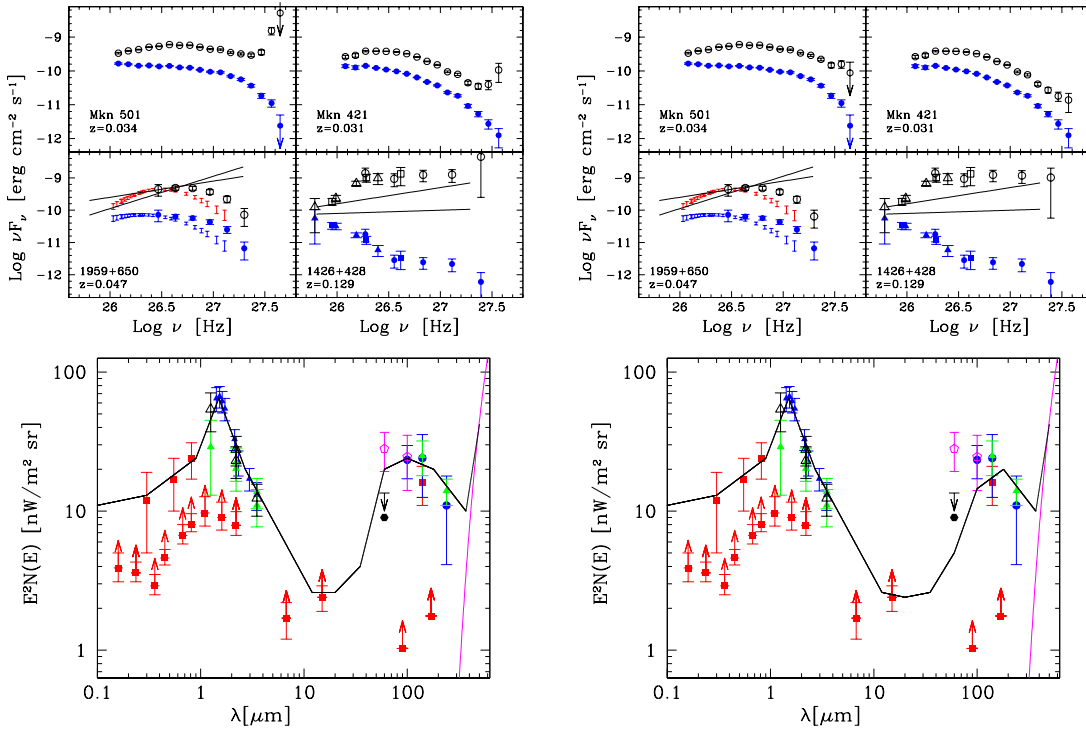 -9
-10
-11
-12
Mkn 501
z=0.034
Mkn 421
z=0.031
-9
-10
-11
-12
1959+650
z=0.047
1426+428
z=0.129
Log νFν [erg cm⁻² s⁻¹]
26 26.5 27 27.5 26 26.5 27 27.5
Log ν [Hz] Log ν [Hz]
-9
-10
-11
-12
Mkn 501
z=0.034
Mkn 421
z=0.031
-9
-10
-11
-12
1959+650
z=0.047
1426+428
z=0.129
Log νFν [erg cm⁻² s⁻¹]
26 26.5 27 27.5 26 26.5 27 27.5
Log ν [Hz] Log ν [Hz]
100
10
1
E²N(E) [nW/m² sr]
0.1 1 10 100
λ[μm]
100
10
1
E²N(E) [nW/m² sr]
0.1 1 10 100
λ[μm]